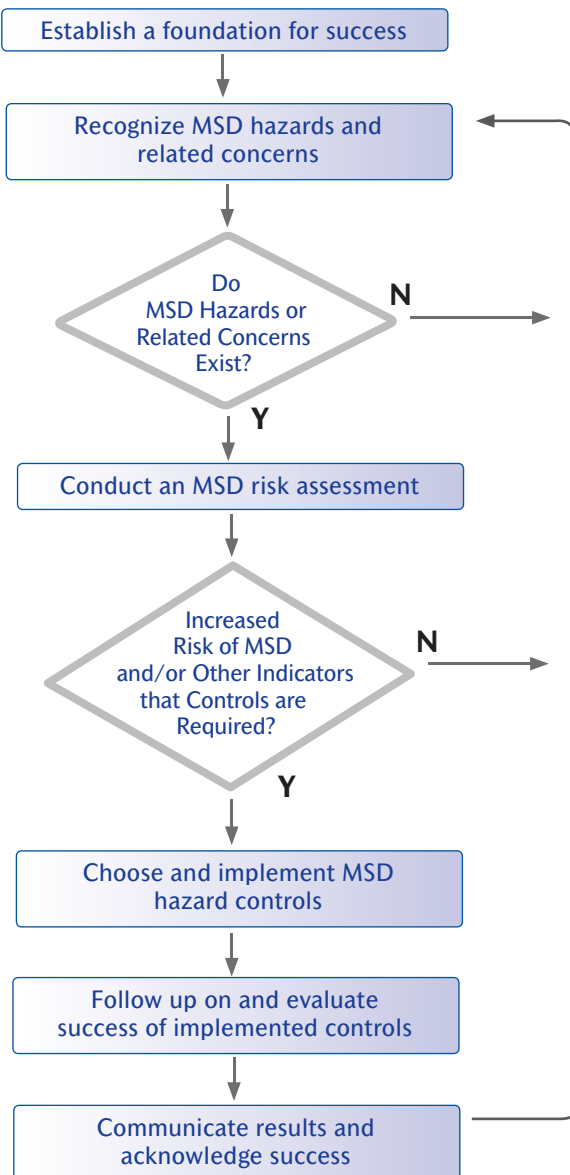 Establish a foundation for success
Recognize MSD hazards and
related concerns
Do
MSD Hazards or
Related Concerns
Exist?
N
Y
Conduct an MSD risk assessment
Increased
Risk of MSD
and/or Other Indicators
that Controls are
Required?
N
Y
Choose and implement MSD
hazard controls
Follow up on and evaluate
success of implemented controls
Communicate results and
acknowledge success